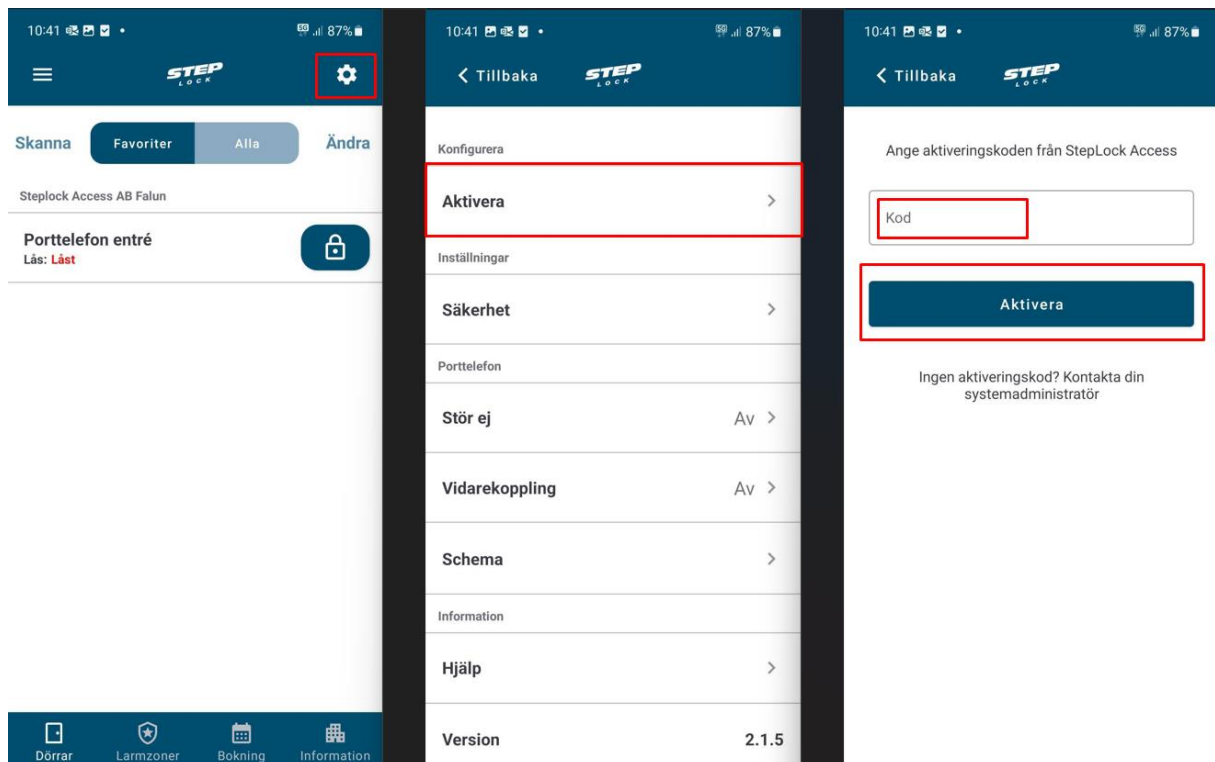 10:41
87%
STEP
LOCK
Skanna
Favoriter
Alla
Ändra
Steplock Access AB Falun
Porttelefon entré
Lås: Låst
Dörrar
Larmzoner
Bokning
Information
10:41
87%
Tillbaka
STEP
LOCK
Konfigurera
Aktivera
Inställningar
Säkerhet
Porttelefon
Stör ej
Av
Vidarekoppling
Av
Schema
Information
Hjälp
Version
2.1.5
10:41
87%
Tillbaka
STEP
LOCK
Ange aktiveringskoden från StepLock Access
Kod
Aktivera
Ingen aktiveringskod? Kontakta din
systemadministratör